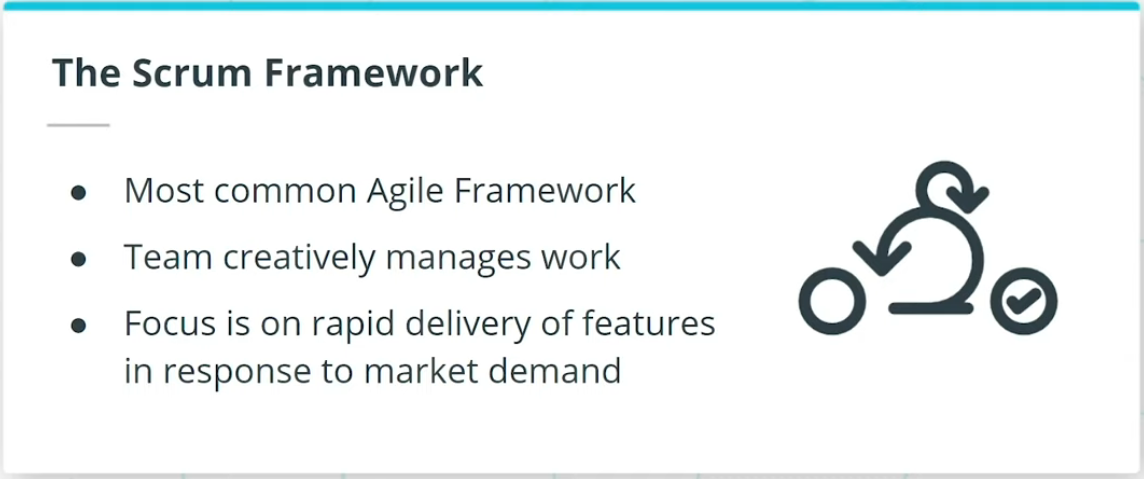 The Scrum Framework
● Most common Agile Framework
● Team creatively manages work
● Focus is on rapid delivery of features
in response to market demand